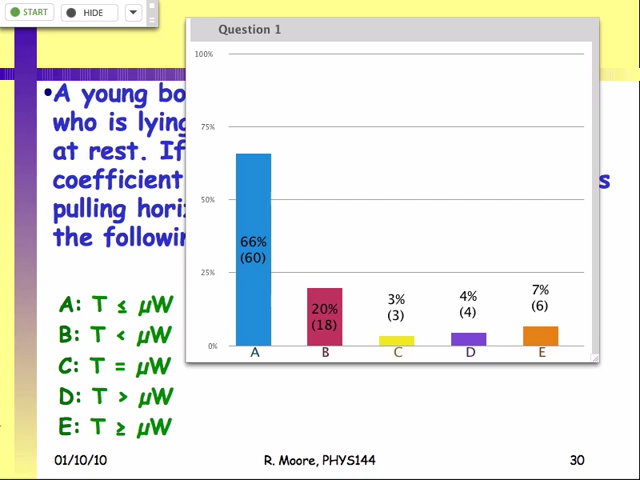 START
HIDE
Question 1
100%
75%
50%
25%
0%
66%
(60)
20%
(18)
3%
(3)
4%
(4)
7%
(6)
A
B
C
D
E
•A young bo
who is lying
at rest. If
coefficient
pulling hori
the followin
A: T ≤ µW
B: T < µW
C: T = µW
D: T > µW
E: T ≥ µW
01/10/10
R. Moore, PHYS144
30